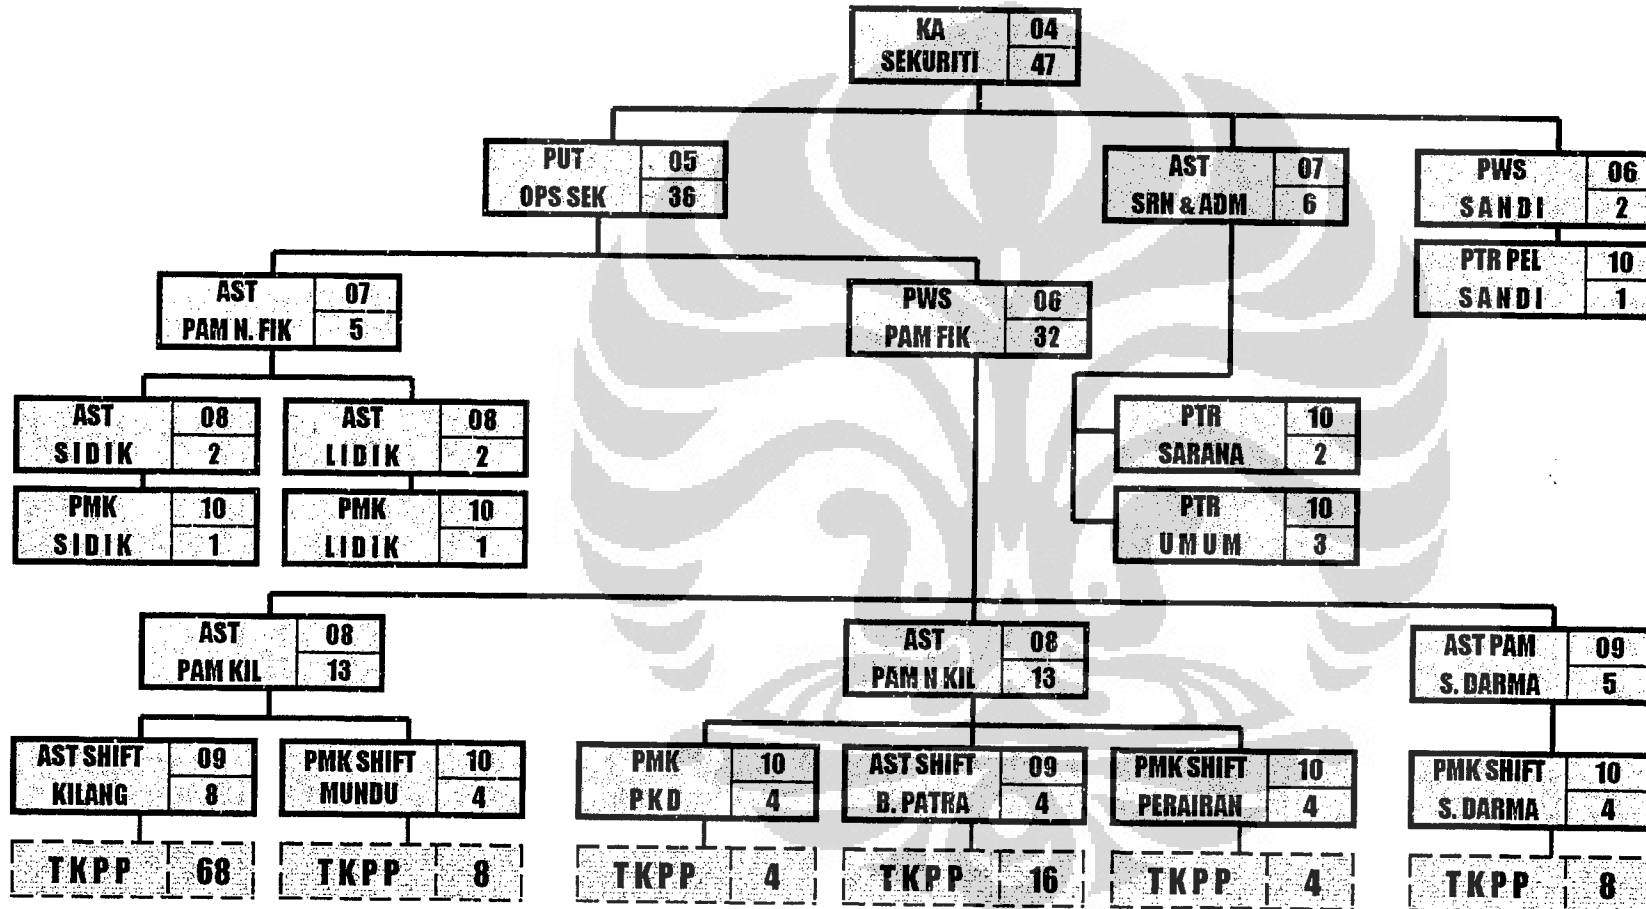 KA 04
SEKURITI 47
PUT 05
OPS SEK 36
AST 07
SRN & ADM 6
PWS 06
SANDI 2
PTR PEL 10
SANDI 1
AST 07
PAM N. FIK 5
PWS 06
PAM FIK 32
AST 08
SIDIK 2
AST 08
LIDIK 2
PMK 10
SIDIK 1
PMK 10
LIDIK 1
PTR 10
SARANA 2
PTR 10
UMUM 3
AST 08
PAM KIL 13
AST 08
PAM N KIL 13
AST PAM 09
S. DARMA 5
AST SHIFT 09
KILANG 8
PMK SHIFT 10
MUNDU 4
PMK 10
PKD 4
AST SHIFT 09
B. PATRA 4
PMK SHIFT 10
PERAIRAN 4
PMK SHIFT 10
S. DARMA 4
TKPP 68
TKPP 8
TKPP 4
TKPP 16
TKPP 4
TKPP 8